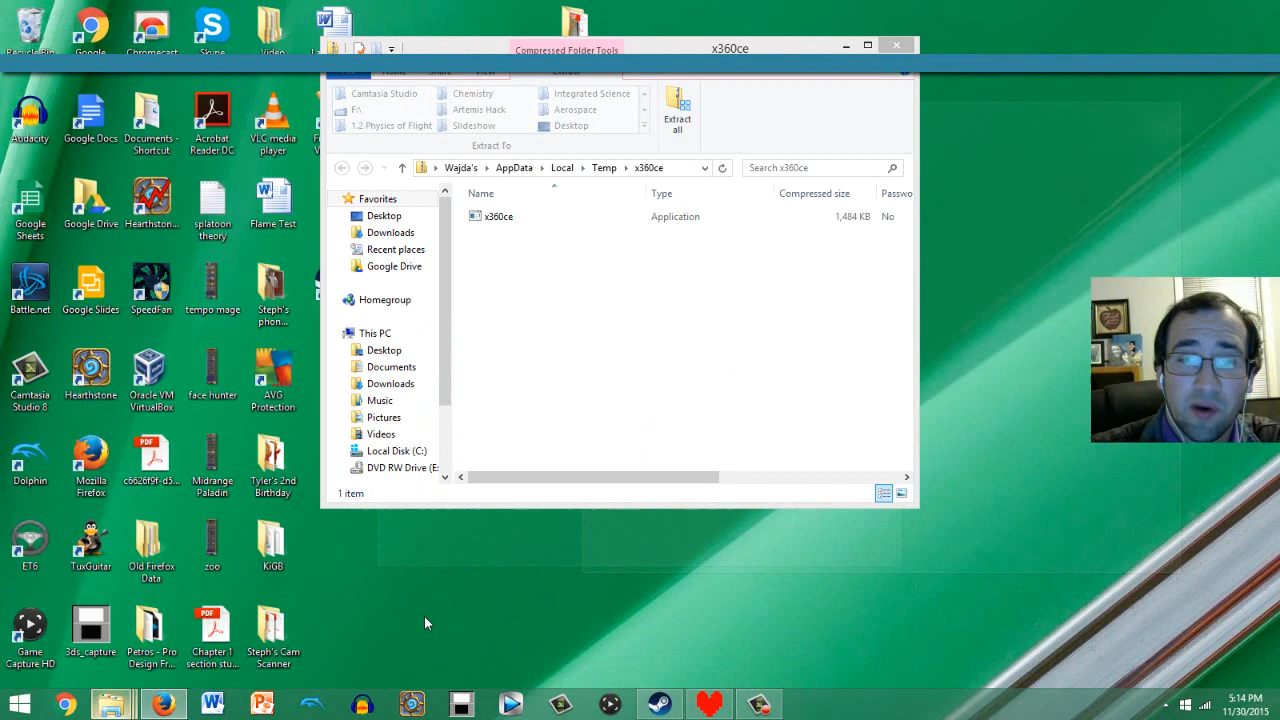 Recycle Bin
Google
Chromecast
Skype
Video
Compressed Folder Tools
x360ce
Home
Share
View
Extract
Camtasia Studio
Chemistry
Integrated Science
F:\
Artemis Hack
Aerospace
1.2 Physics of Flight
Slideshow
Desktop
Extract To
Extract
all
Wajda's
AppData
Local
Temp
x360ce
Search x360ce
Name
Type
Compressed size
Passwo
x360ce
Application
1,484 KB
No
Favorites
Desktop
Downloads
Recent places
Google Drive
Homegroup
This PC
Desktop
Documents
Downloads
Music
Pictures
Videos
Local Disk (C:)
DVD RW Drive (E:
1 item
Audacity
Google Docs
Documents -
Shortcut
Acrobat
Reader DC
VLC media
player
Google
Sheets
Google Drive
Hearthston...
splatoon
theory
Flame Test
Battle.net
Google Slides
SpeedFan
tempo mage
Steph's
phon...
Camtasia
Studio 8
Hearthstone
Oracle VM
VirtualBox
face hunter
AVG
Protection
Dolphin
Mozilla
Firefox
PDF
c6626f9f-d5...
Midrange
Paladin
Tyler's 2nd
Birthday
ET6
TuxGuitar
Old Firefox
Data
zoo
KiGB
Game
Capture HD
3ds_capture
Petros - Pro
Design Fr...
PDF
Chapter 1
section stu...
Steph's Cam
Scanner
5:14 PM
11/30/2015